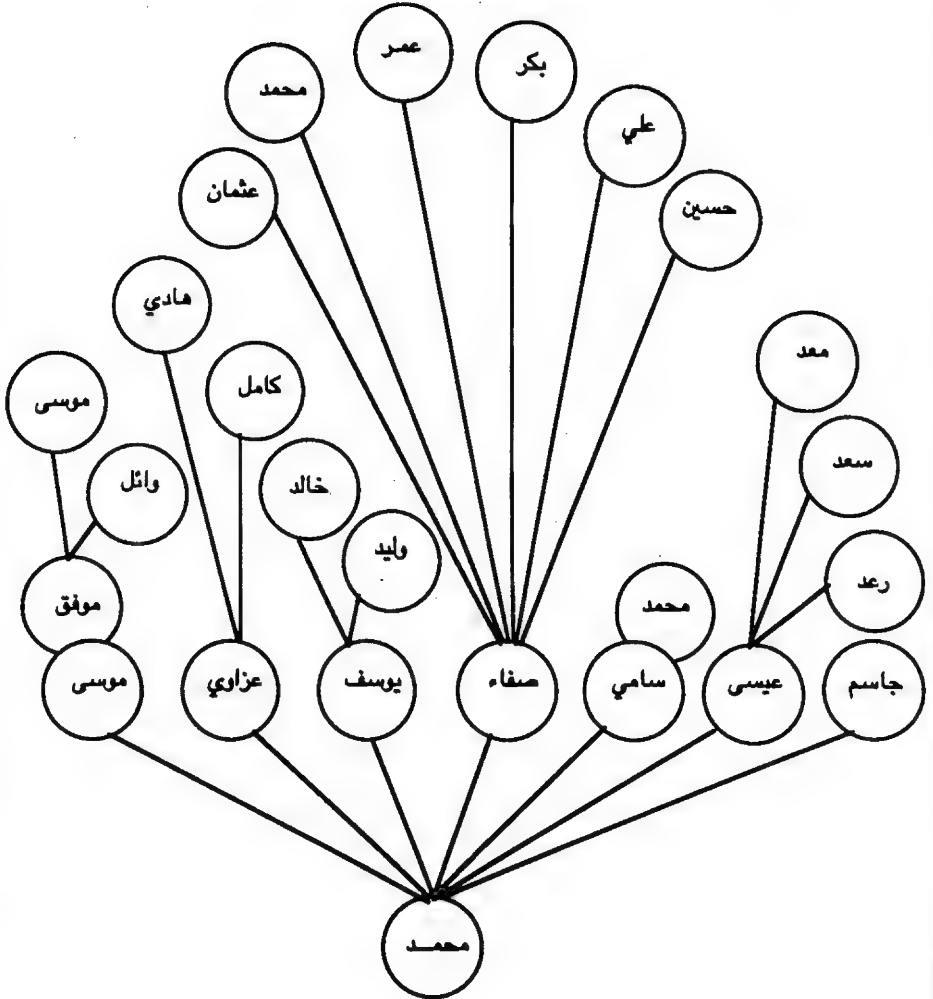 عمر
بكر
محمد
علي
عثمان
حسين
هادي
معد
كامل
موسى
سعد
وائل
خالد
وليد
رعد
محمد
موفق
جاسم
عيسى
سامي
صفاء
يوسف
عزاوي
موسى
محمــد